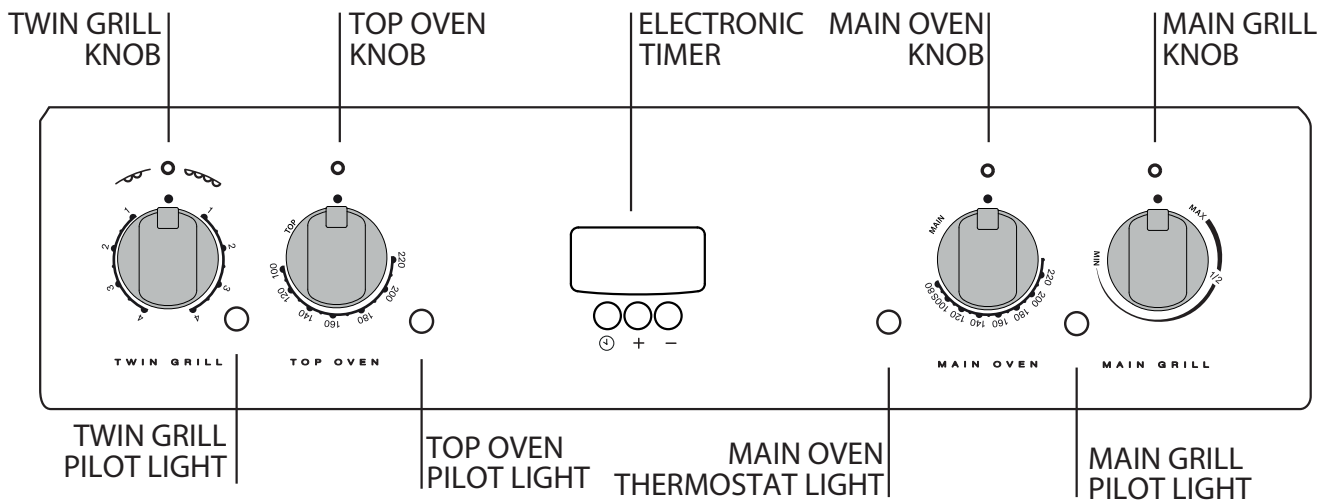 TWIN GRILL
KNOB
TOP OVEN
KNOB
ELECTRONIC
TIMER
MAIN OVEN
KNOB
MAIN GRILL
KNOB
1
2
3
4
1
2
3
4
TWIN GRILL
TOP
100
120
140
160
180
200
220
TOP OVEN
+ −
MAIN
80
100S
120
140
160
180
200
220
MAIN OVEN
MAX
1/2
MIN
MAIN GRILL
TWIN GRILL
PILOT LIGHT
TOP OVEN
PILOT LIGHT
MAIN OVEN
THERMOSTAT LIGHT
MAIN GRILL
PILOT LIGHT